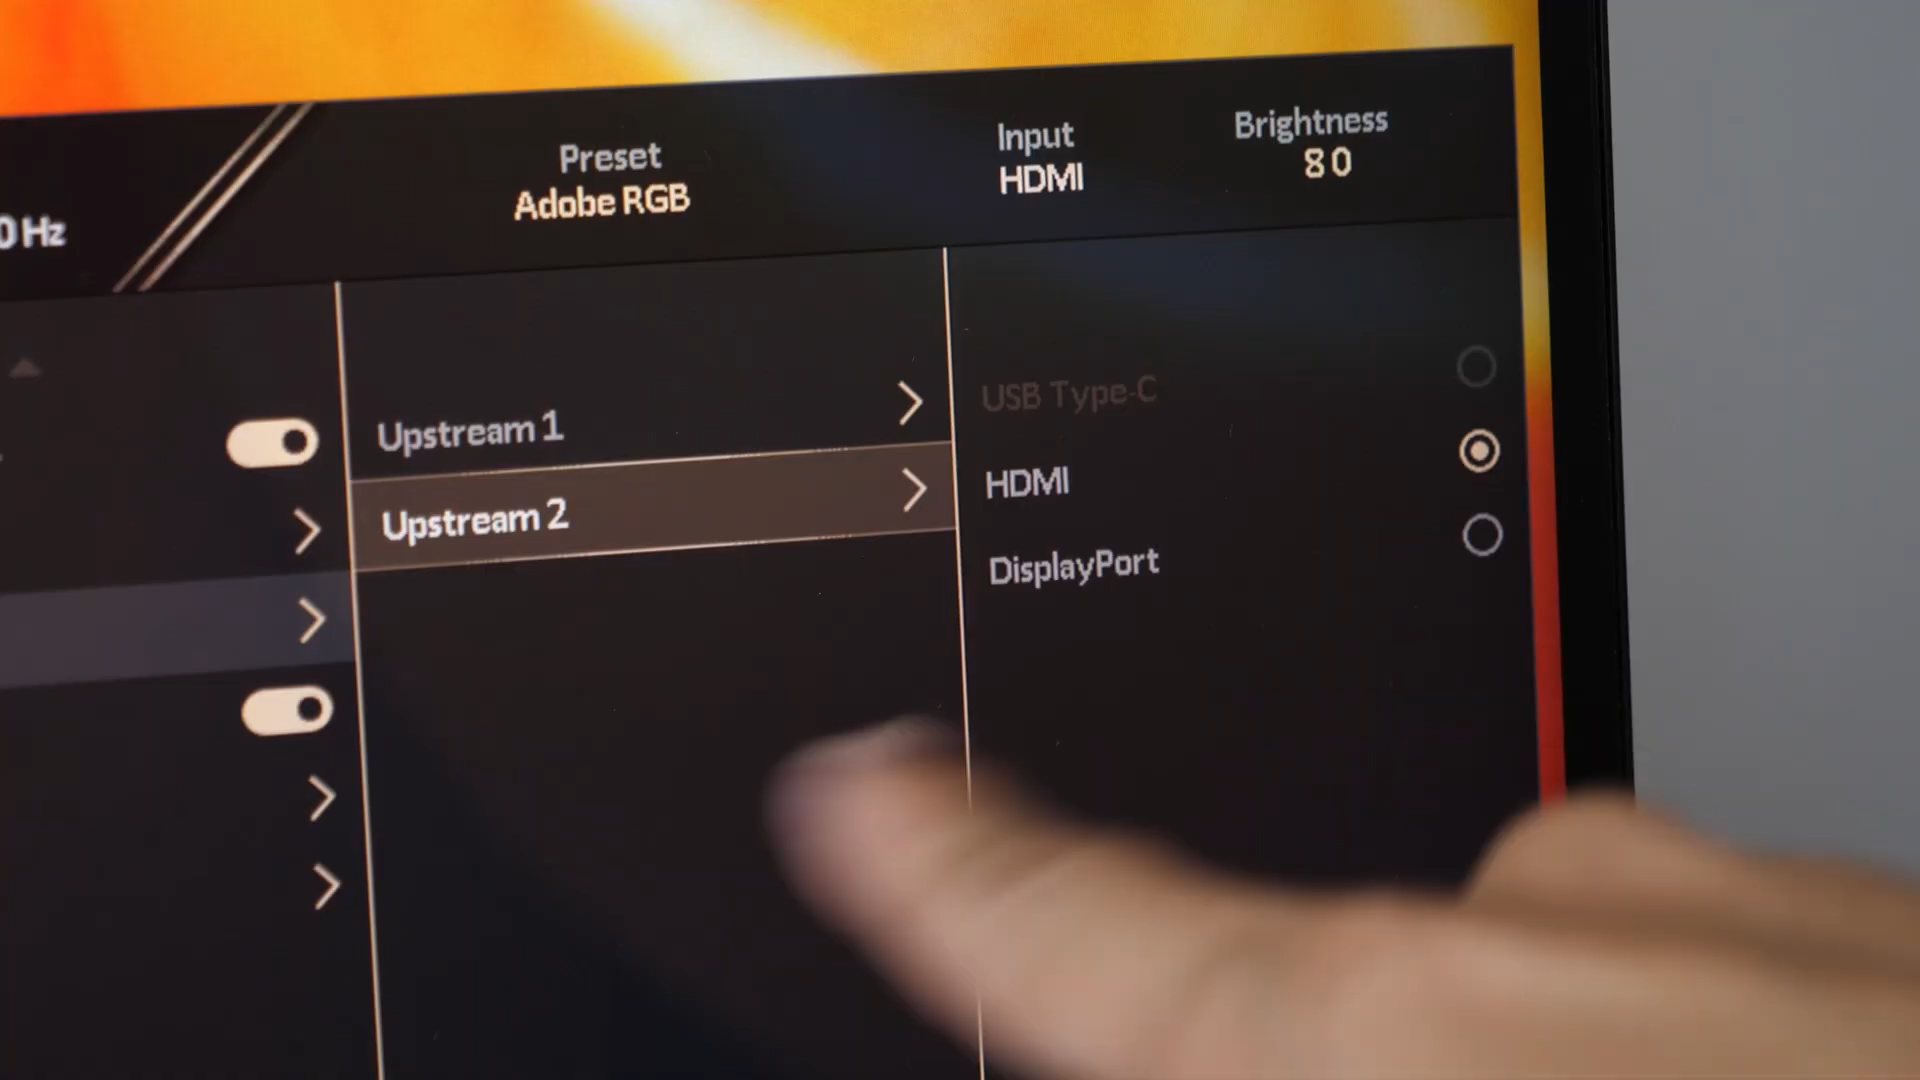 0 Hz
Preset
Adobe RGB
Input
HDMI
Brightness
80
Upstream 1
Upstream 2
USB Type-C
HDMI
DisplayPort